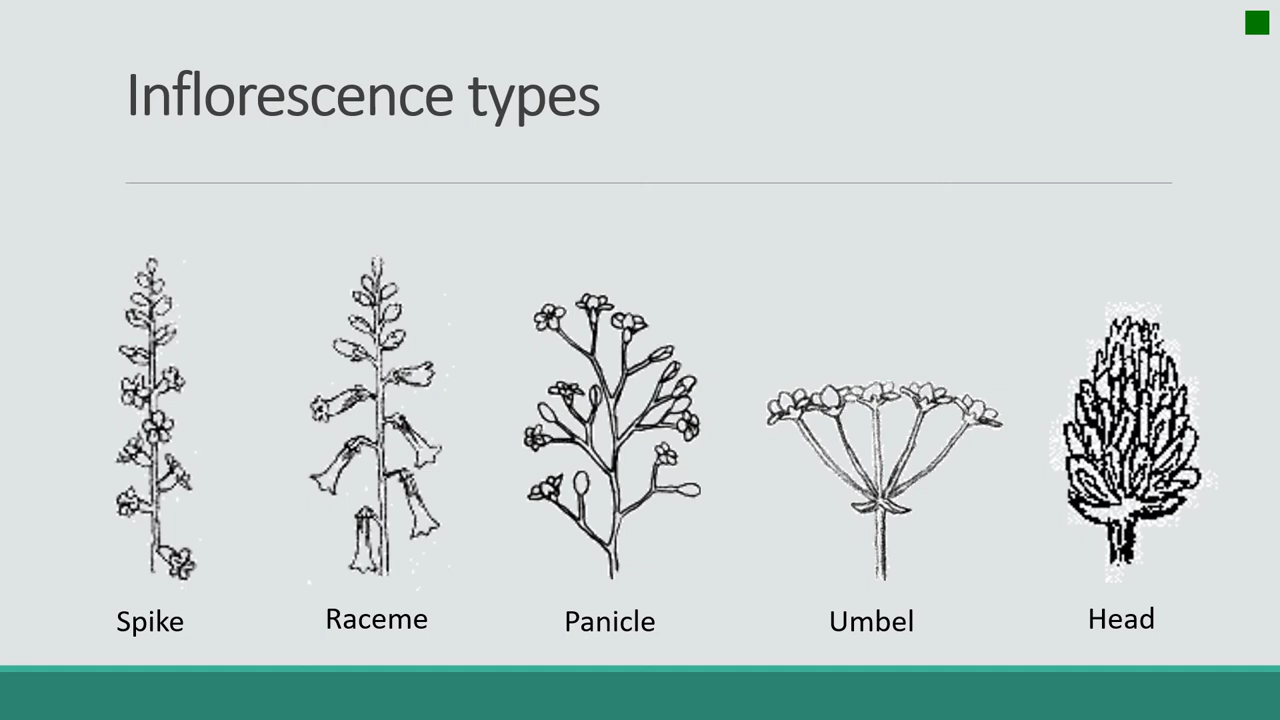 Inflorescence types
Spike
Raceme
Panicle
Umbel
Head